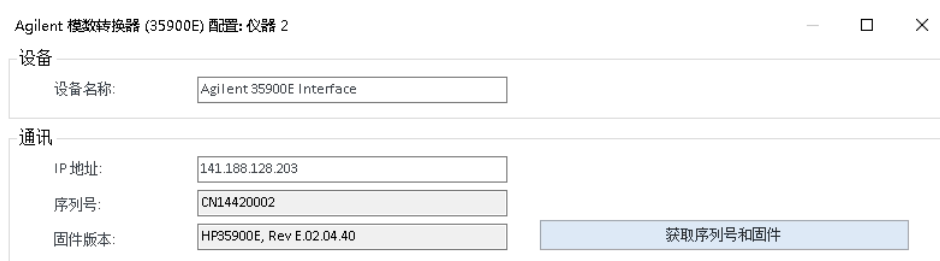 Agilent 模数转换器 (35900E) 配置: 仪器 2
设备
设备名称: Agilent 35900E Interface
通讯
IP 地址: 141.188.128.203
序列号: CN14420002
固件版本: HP35900E, Rev E.02.04.40 获取序列号和固件